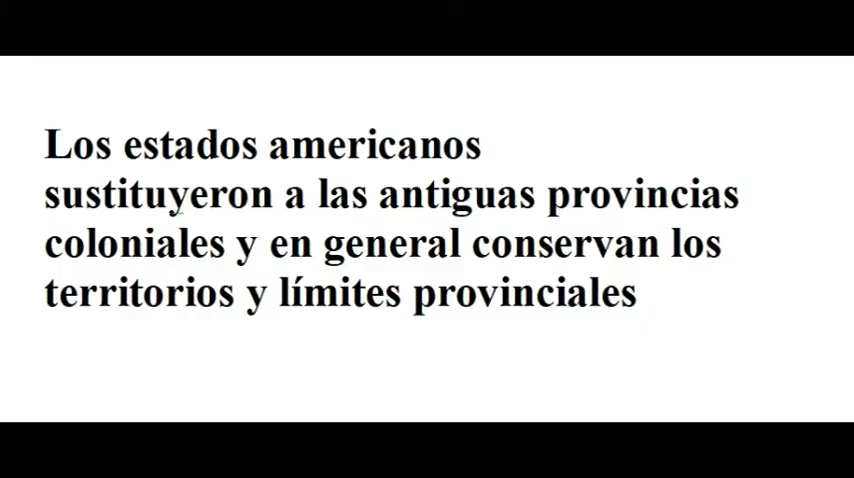 Los estados americanos
sustituyeron a las antiguas provincias
coloniales y en general conservan los
territorios y límites provinciales